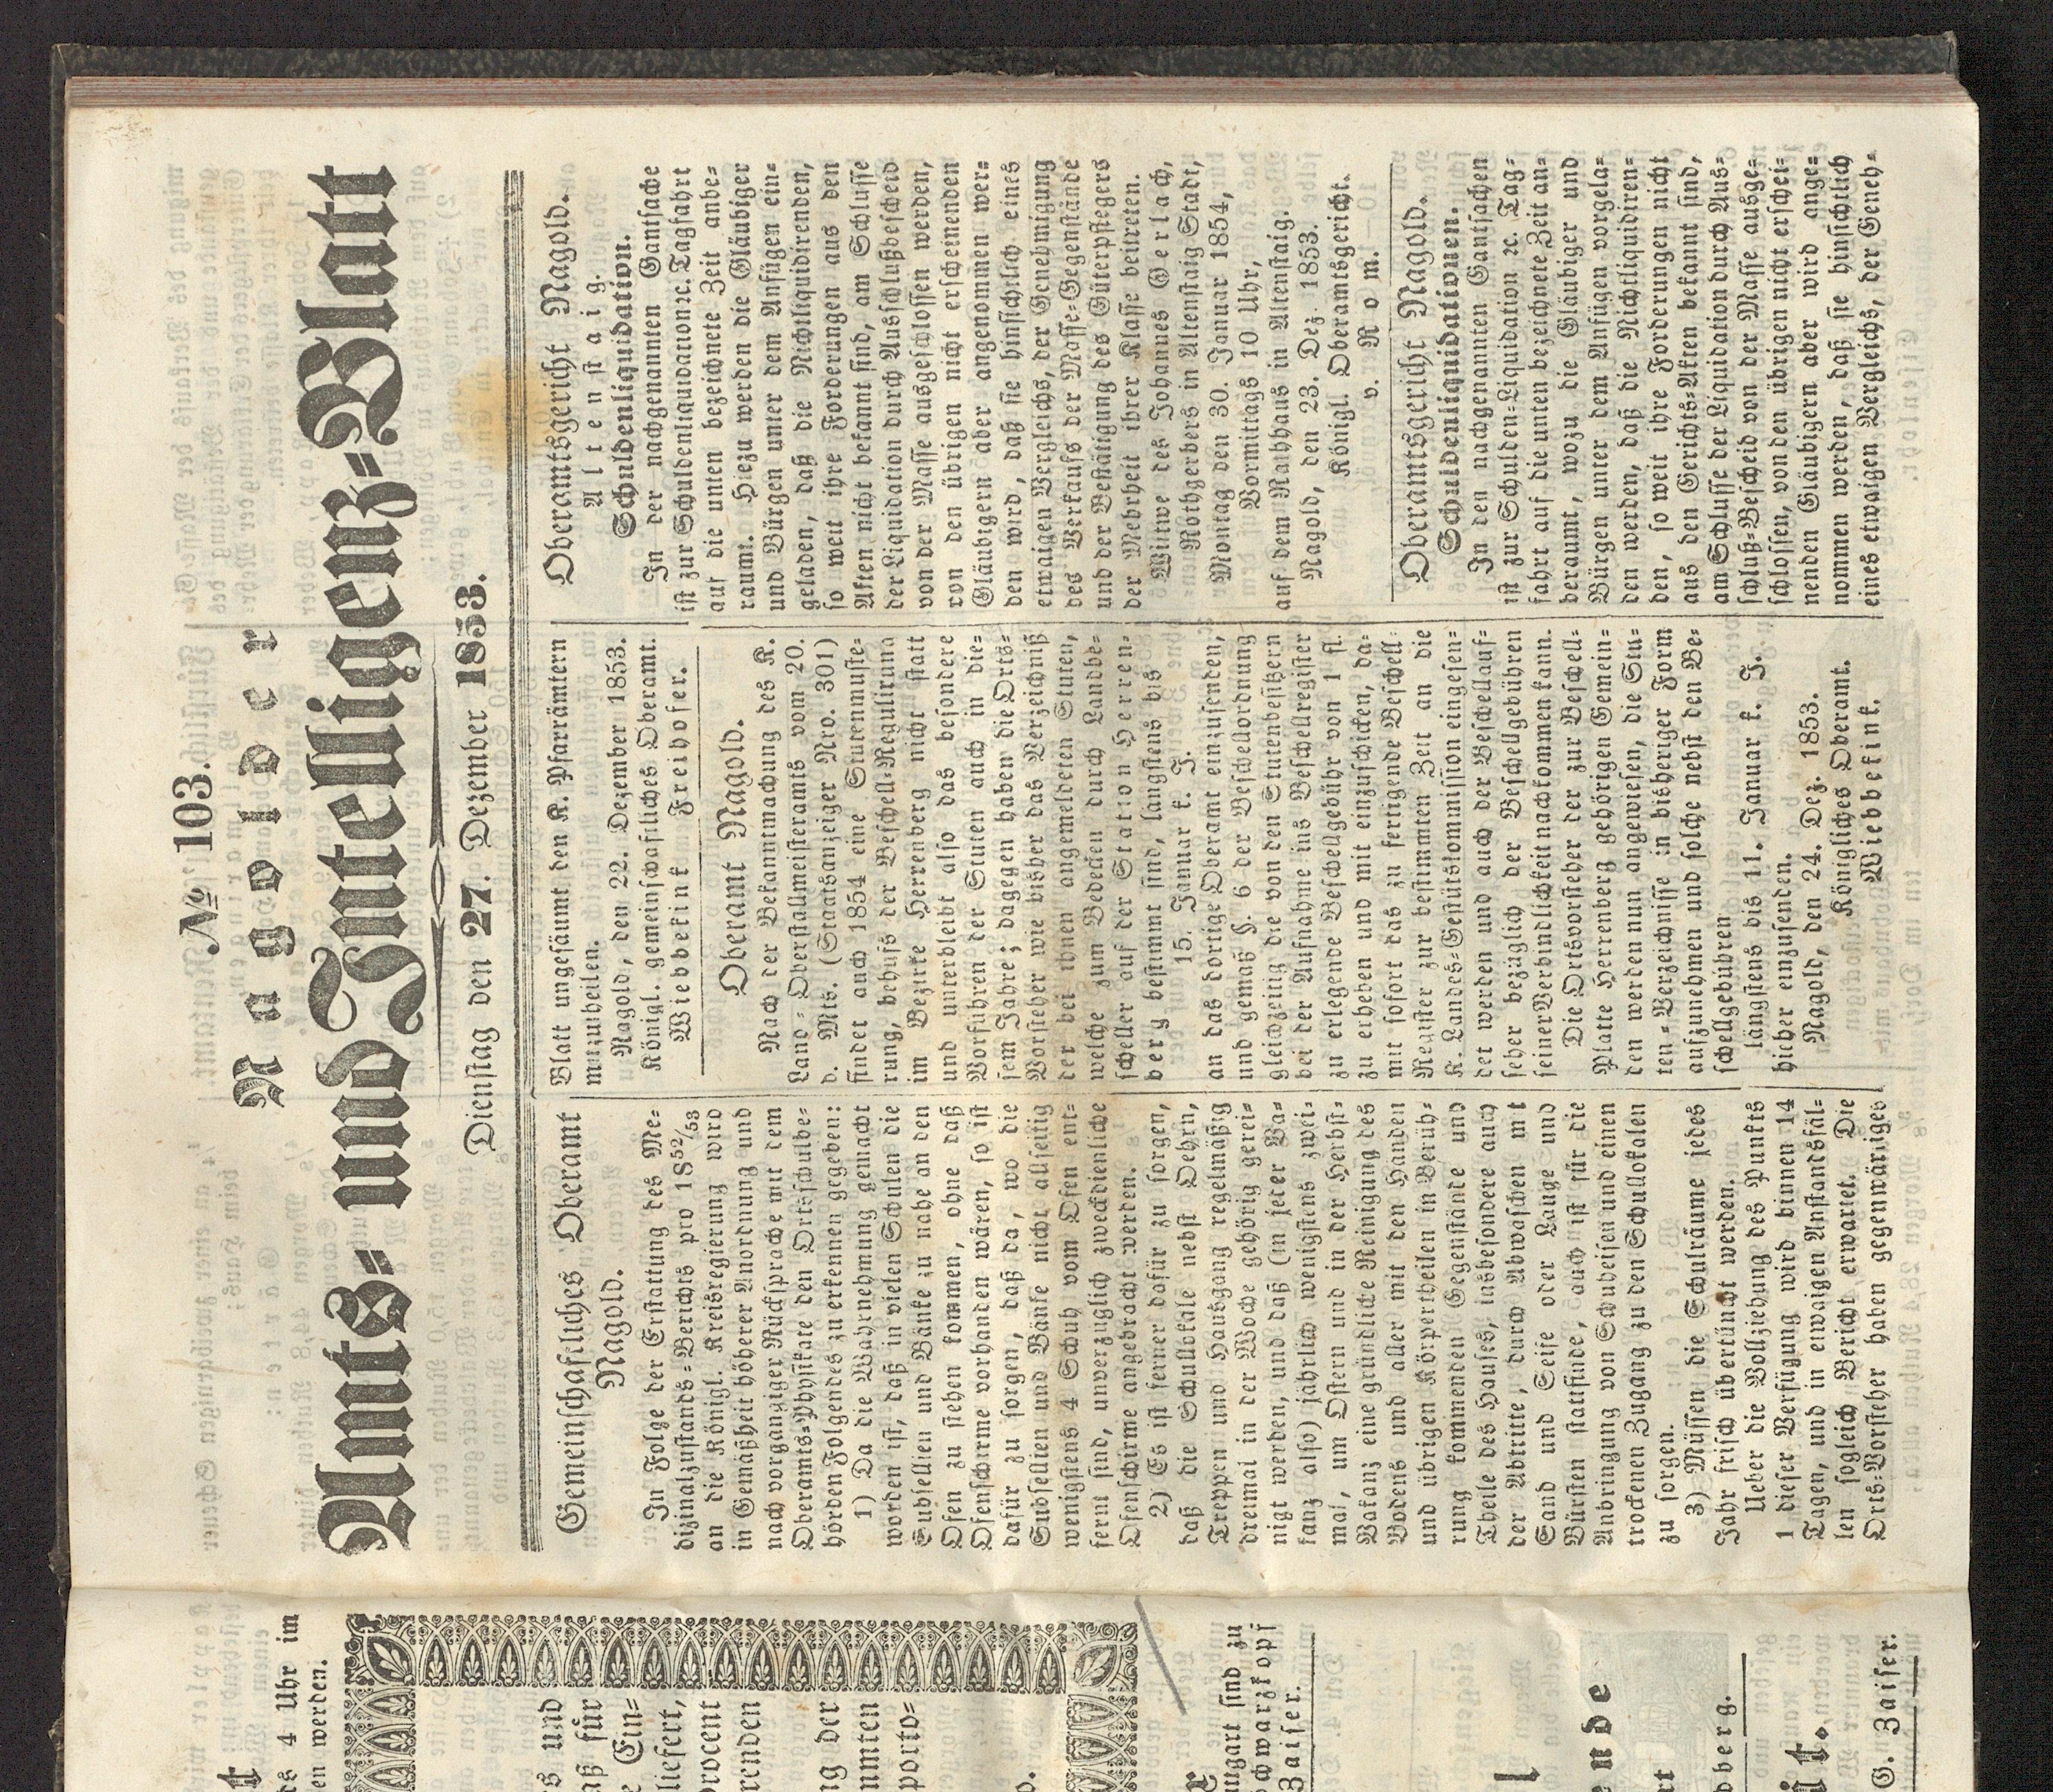 № 103.
Nagolder
Amts- und Intelligenz-Blatt
Dienstag den 27. Dezember 1853.
Gemeinschaftliches Oberamt
Nagold.
In Folge der Erstattung des Me-
dizinalzustands-Berichts pro 1852/53
an die Königl. Kreisregierung wird
in Gemäßheit höherer Anordnung und
nach vorgängiger Rücksprache mit dem
Oberamts-Physikate den Ortsschulbe-
hörden Folgendes zu erkennen gegeben:
1) Da die Wahrnehmung gemacht
worden ist, daß in vielen Schulen die
Subsellien und Bänke zu nahe an den
Ofen zu stehen kommen, ohne daß
Ofenschirme vorhanden wären, so ist
dafür zu sorgen, daß da, wo die
Subsellien und Bänke nicht allseitig
wenigstens 4 Schuh vom Ofen ent-
fernt sind, unverzüglich zweckdienliche
Ofenschirme angebracht werden.
2) Es ist ferner dafür zu sorgen,
daß die Schullokale nebst Oehrn,
Treppen und Hausgang regelmäßig
dreimal in der Woche gehörig gerei-
nigt werden, und daß (in jeder Va-
kanz also) jährlich wenigstens zwei-
mal, um Ostern und in der Herbst-
Vakanz eine gründliche Reinigung des
Bodens und aller mit den Händen
und übrigen Körpertheilen in Berüh-
rung kommenden Gegenstände und
Theile des Hauses, insbesondere auch
der Abtritte, durch Abwaschen mit
Sand und Seife oder Lauge und
Bürsten stattfinde, auch ist für die
Anbringung von Schuheisen und einen
trockenen Zugang zu den Schullokalen
zu sorgen.
3) Müssen die Schulräume jedes
Jahr frisch übertüncht werden.
Ueber die Vollziehung des Punkts
1 dieser Verfügung wird binnen 14
Tagen, und in etwaigen Anstandsfäl-
len sogleich Bericht erwartet. Die
Orts-Vorsteher haben gegenwärtiges
Blatt ungesäumt den K. Pfarrämtern
mitzutheilen.
Nagold, den 22. Dezember 1853.
Königl. gemeinschaftliches Oberamt.
Wiebbekink Freihofer.
Oberamt Nagold.
Nach der Bekanntmachung des K.
Land-Oberstallmeisteramts vom 20.
d. Mts. (Staatsanzeiger Nro. 301)
findet auch 1854 eine Stutenmuste-
rung, behufs der Beschell-Regulirung
im Bezirke Herrenberg nicht statt
und unterbleibt also das besondere
Vorführen der Stuten auch in die-
sem Jahre; dagegen haben die Orts-
Vorsteher wie bisher das Verzeichniß
der bei ihnen angemeldeten Stuten,
welche zum Bedecken durch Landbe-
scheller auf der Station Herren-
berg bestimmt sind, längstens bis
15. Januar k. J.
an das dortige Oberamt einzusenden,
und gemäß §. 6 der Beschellordnung
gleichzeitig die von den Stutenbesitzern
bei der Aufnahme ins Beschellregister
zu erlegende Beschellgebühr von 1 fl.
zu erheben und mit einzuschicken, da-
mit sofort das zu fertigende Beschell-
Register zur bestimmten Zeit an die
K. Landes-Gestütskommission eingesen-
det werden und auch der Beschellauf-
seher bezüglich der Beschellgebühren
seiner Verbindlichkeit nachkommen kann.
Die Ortsvorsteher der zur Beschell-
Platte Herrenberg gehörigen Gemein-
den werden nun angewiesen, die Stu-
ten-Verzeichnisse in bisheriger Form
aufzunehmen und solche nebst den Be-
schellgebühren
längstens bis 11. Januar k. J.
hieher einzusenden.
Nagold, den 24. Dez. 1853.
Königliches Oberamt.
Wiebbekink.
Oberamtsgericht Nagold.
Altenstaig.
Schuldenliquidation.
In der nachgenannten Gantsache
ist zur Schuldenliquidation ꝛc. Tagfahrt
auf die unten bezeichnete Zeit anbe-
raumt. Hiezu werden die Gläubiger
und Bürgen unter dem Anfügen ein-
geladen, daß die Nichtliquidirenden,
so weit ihre Forderungen aus den
Akten nicht bekannt sind, am Schlusse
der Liquidation durch Ausschlußbescheid
von der Masse ausgeschlossen werden,
von den übrigen nicht erscheinenden
Gläubigern aber angenommen wer-
den wird, daß sie hinsichtlich eines
etwaigen Vergleichs, der Genehmigung
des Verkaufs der Masse-Gegenstände
und der Bestätigung des Güterpflegers
der Mehrheit ihrer Klasse beitreten.
Wittwe des Johannes Gerlach,
Rothgerbers in Altenstaig Stadt,
Montag den 30. Januar 1854,
Vormittags 10 Uhr,
auf dem Rathhaus in Altenstaig.
Nagold, den 23. Dez. 1853.
Königl. Oberamtsgericht.
v. Rom.
Oberamtsgericht Nagold.
Schuldenliquidationen.
In den nachgenannten Gantsachen
ist zur Schulden-Liquidation ꝛc. Tag-
fahrt auf die unten bezeichnete Zeit an-
beraumt, wozu die Gläubiger und
Bürgen unter dem Anfügen vorgela-
den werden, daß die Nichtliquidiren-
den, so weit ihre Forderungen nicht
aus den Gerichts-Akten bekannt sind,
am Schlusse der Liquidation durch Aus-
schluß-Bescheid von der Masse ausge-
schlossen, von den übrigen nicht erschei-
nenden Gläubigern aber wird ange-
nommen werden, daß sie hinsichtlich
eines etwaigen Vergleichs, der Geneh-
4 Uhr im
werden.
und
für
Ein-
liefert,
procent
der
porto-
sind zu
Schwarzkopf
Zaiser.
G. Zaiser.